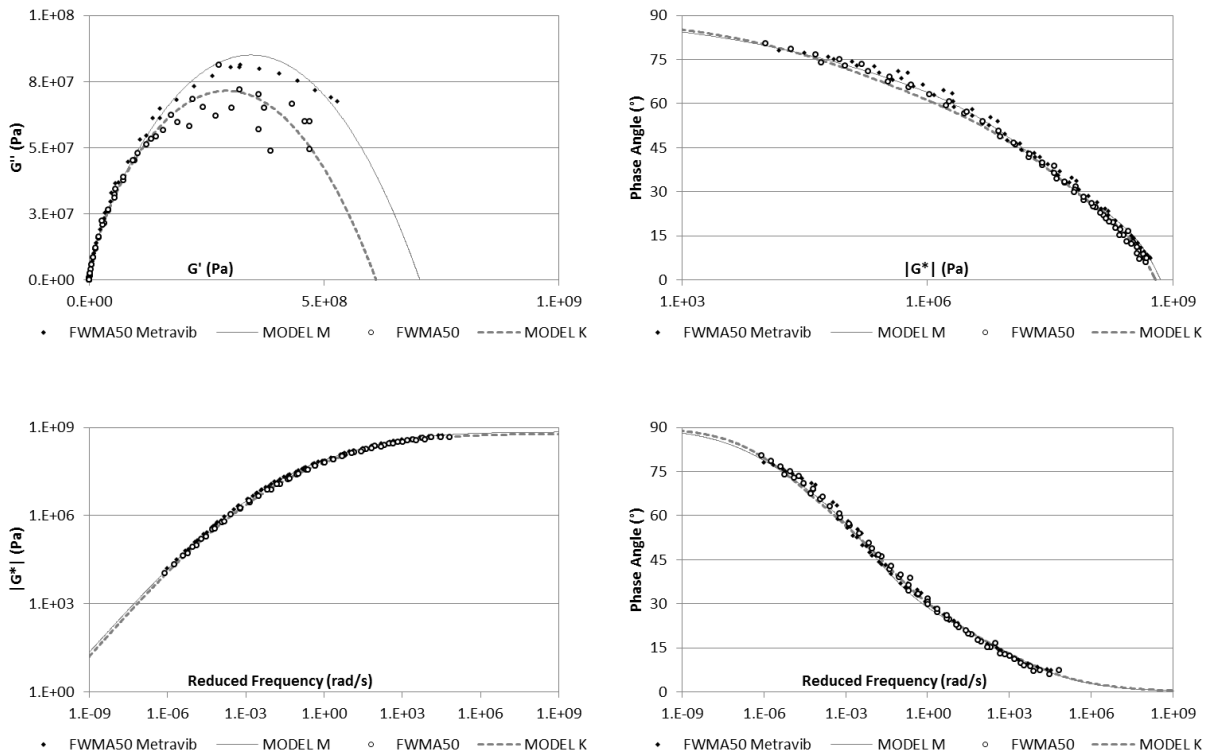 1.E+08
8.E+07
5.E+07
3.E+07
0.E+00
G'' (Pa)
G' (Pa)
0.E+00 5.E+08 1.E+09
FWMA50 Metravib MODEL M FWMA50 MODEL K
90
75
60
45
30
15
0
Phase Angle (°)
|G*| (Pa)
1.E+03 1.E+06 1.E+09
FWMA50 Metravib MODEL M FWMA50 MODEL K
1.E+09
1.E+06
1.E+03
1.E+00
|G*| (Pa)
Reduced Frequency (rad/s)
1.E-09 1.E-06 1.E-03 1.E+00 1.E+03 1.E+06 1.E+09
FWMA50 Metravib MODEL M FWMA50 MODEL K
90
75
60
45
30
15
0
Phase Angle (°)
Reduced Frequency (rad/s)
1.E-09 1.E-06 1.E-03 1.E+00 1.E+03 1.E+06 1.E+09
FWMA50 Metravib MODEL M FWMA50 MODEL K